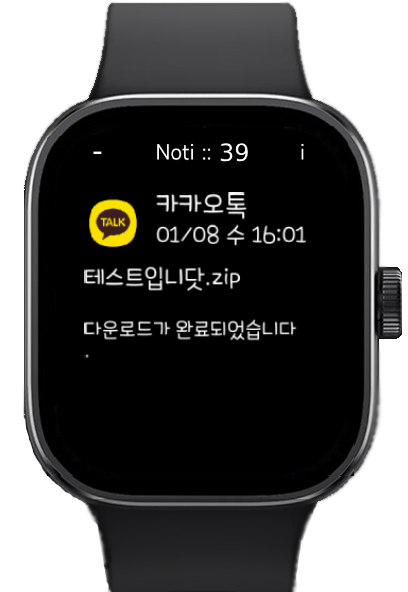 - Noti :: 39 i
TALK
카카오톡
01/08 수 16:01
테스트입니닷.zip
다운로드가 완료되었습니다
.